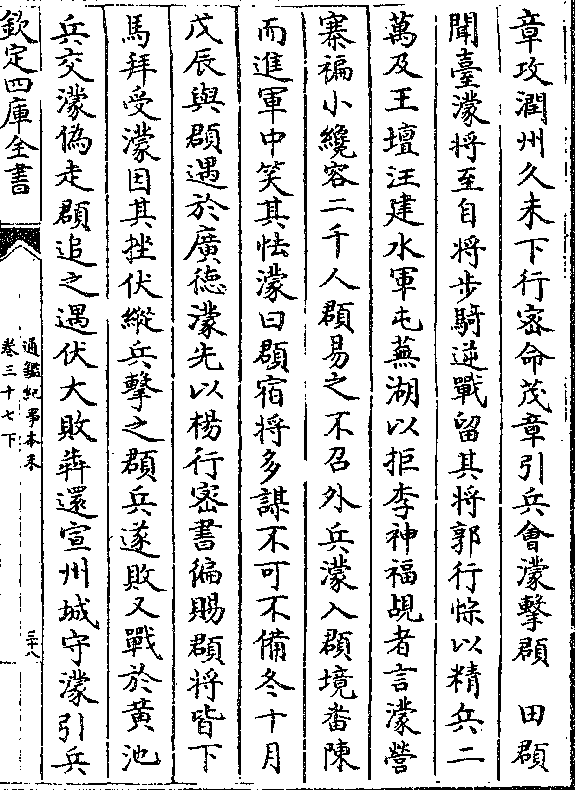 章攻潤州久未下行密命茂章引兵會濛擊頵　田頵
聞臺濛將至自將步騎逆戰留其將郭行悰以精兵二
萬及王壇汪建水軍屯蕪湖以拒李神福覘者言濛營
寨褊小纔容二千人頵易之不召外兵濛入頵境畨陳
而進軍中笑其怯濛曰頵宿將多謀不可不備冬十月
戊辰與頵遇於廣德濛先以楊行密書徧賜頵將皆下
馬拜受濛因其挫伏縱兵擊之頵兵遂敗又戰於黄池
兵交濛偽走頵追之遇伏大敗犇還宣州城守濛引兵
欽定四庫全書
通鑑紀事本末
卷三十七下
三十八